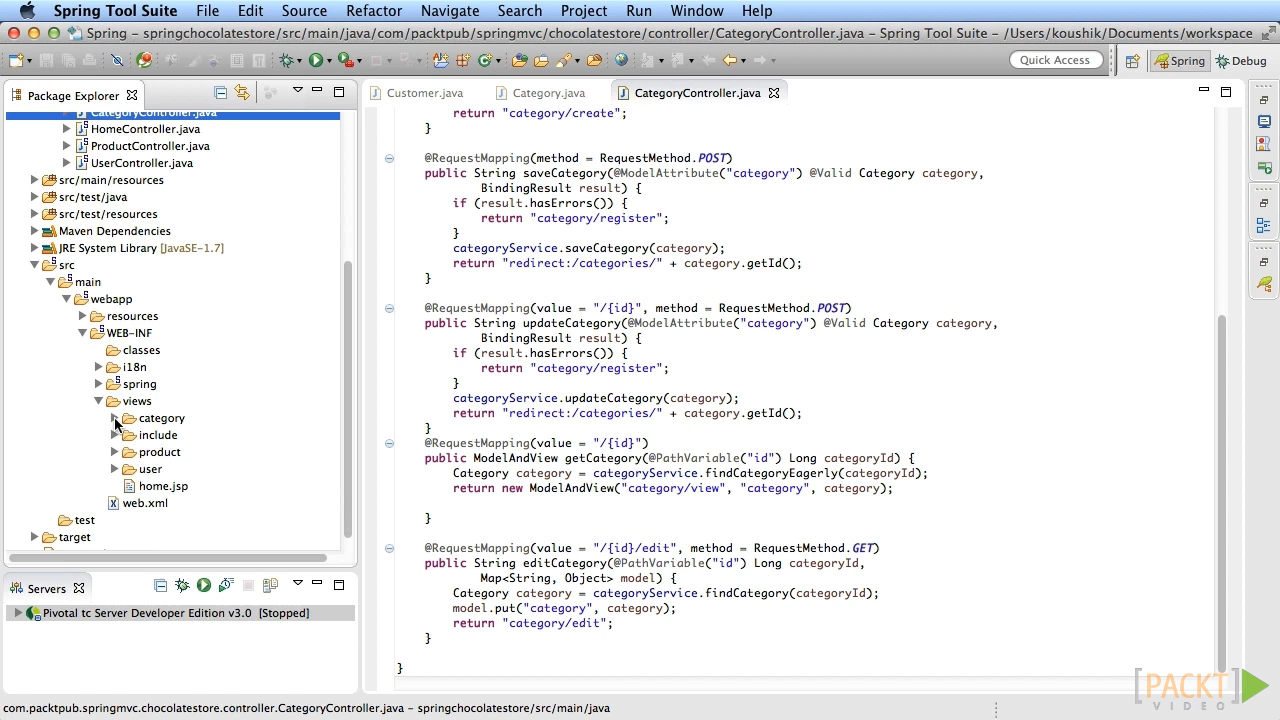 Spring Tool Suite File Edit Source Refactor Navigate Search Project Run Window Help
Spring – springchocolatestore/src/main/java/com/packtpub/springmvc/chocolatestore/controller/CategoryController.java – Spring Tool Suite – /Users/koushik/Documents/workspace
Quick Access Spring Debug
Package Explorer
CategoryController.java
HomeController.java
ProductController.java
UserController.java
src/main/resources
src/test/java
src/test/resources
Maven Dependencies
JRE System Library [JavaSE-1.7]
src
main
webapp
resources
WEB-INF
classes
i18n
spring
views
category
include
product
user
home.jsp
web.xml
test
target
Servers
Pivotal tc Server Developer Edition v3.0 [Stopped]
Customer.java Category.java CategoryController.java
return "category/create";
}
@RequestMapping(method = RequestMethod.POST)
public String saveCategory(@ModelAttribute("category") @Valid Category category,
BindingResult result) {
if (result.hasErrors()) {
return "category/register";
}
categoryService.saveCategory(category);
return "redirect:/categories/" + category.getId();
}
@RequestMapping(value = "/{id}", method = RequestMethod.POST)
public String updateCategory(@ModelAttribute("category") @Valid Category category,
BindingResult result) {
if (result.hasErrors()) {
return "category/register";
}
categoryService.updateCategory(category);
return "redirect:/categories/" + category.getId();
}
@RequestMapping(value = "/{id}")
public ModelAndView getCategory(@PathVariable("id") Long categoryId) {
Category category = categoryService.findCategoryEagerly(categoryId);
return new ModelAndView("category/view", "category", category);
}
@RequestMapping(value = "/{id}/edit", method = RequestMethod.GET)
public String editCategory(@PathVariable("id") Long categoryId,
Map<String, Object> model) {
Category category = categoryService.findCategory(categoryId);
model.put("category", category);
return "category/edit";
}
}
[PACKT]
VIDEO
com.packtpub.springmvc.chocolatestore.controller.CategoryController.java – springchocolatestore/src/main/java